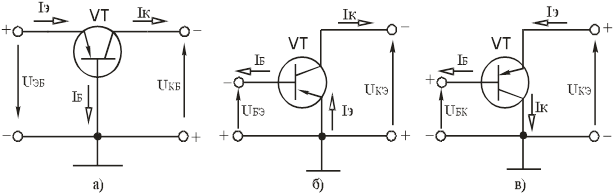 + Iэ VT Iк −
UЭБ IБ UКБ
− +
а)
Iк −
VT
− IБ
UБЭ Iэ UКЭ
+ +
б)
Iэ +
VT
+ IБ
UБК Iк UКЭ
− −
в)